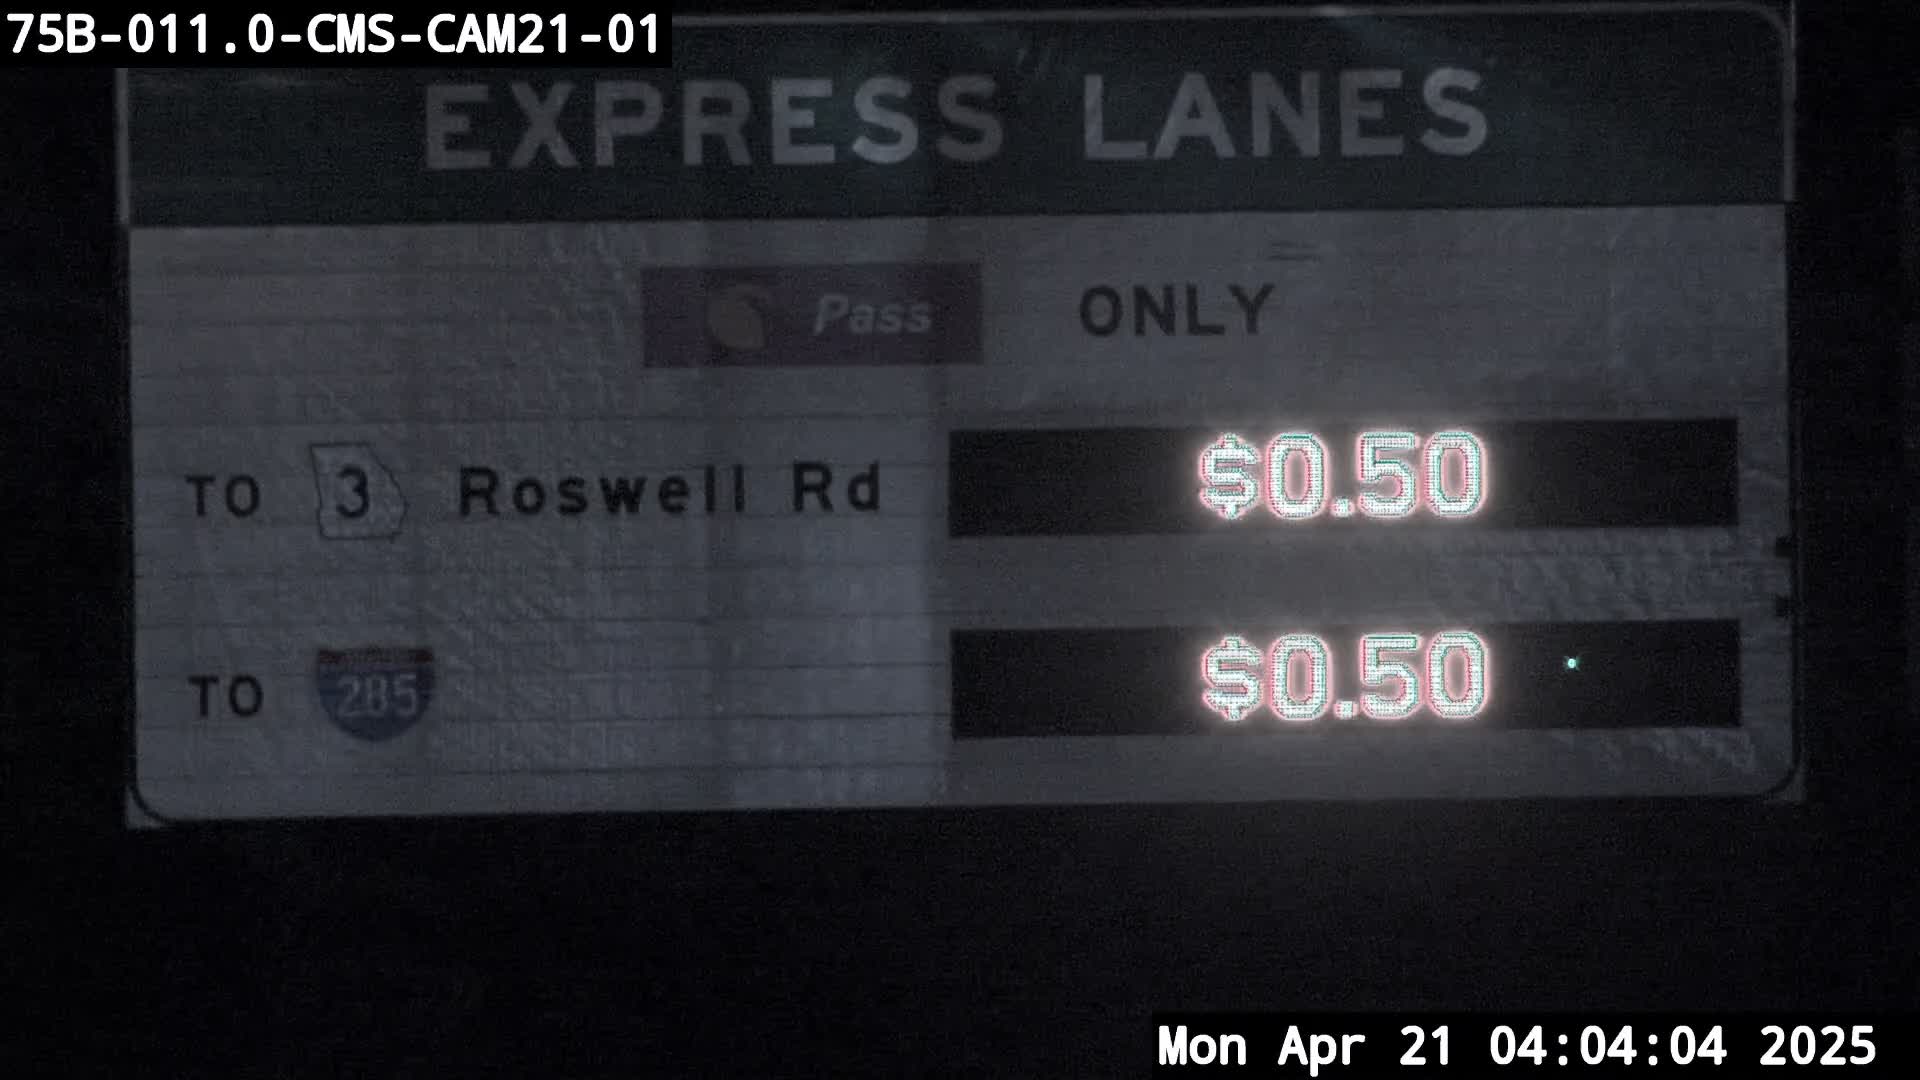 75B-011.0-CMS-CAM21-01
EXPRESS LANES
Pass ONLY
TO 3 Roswell Rd $0.50
TO 285 $0.50
Mon Apr 21 04:04:04 2025